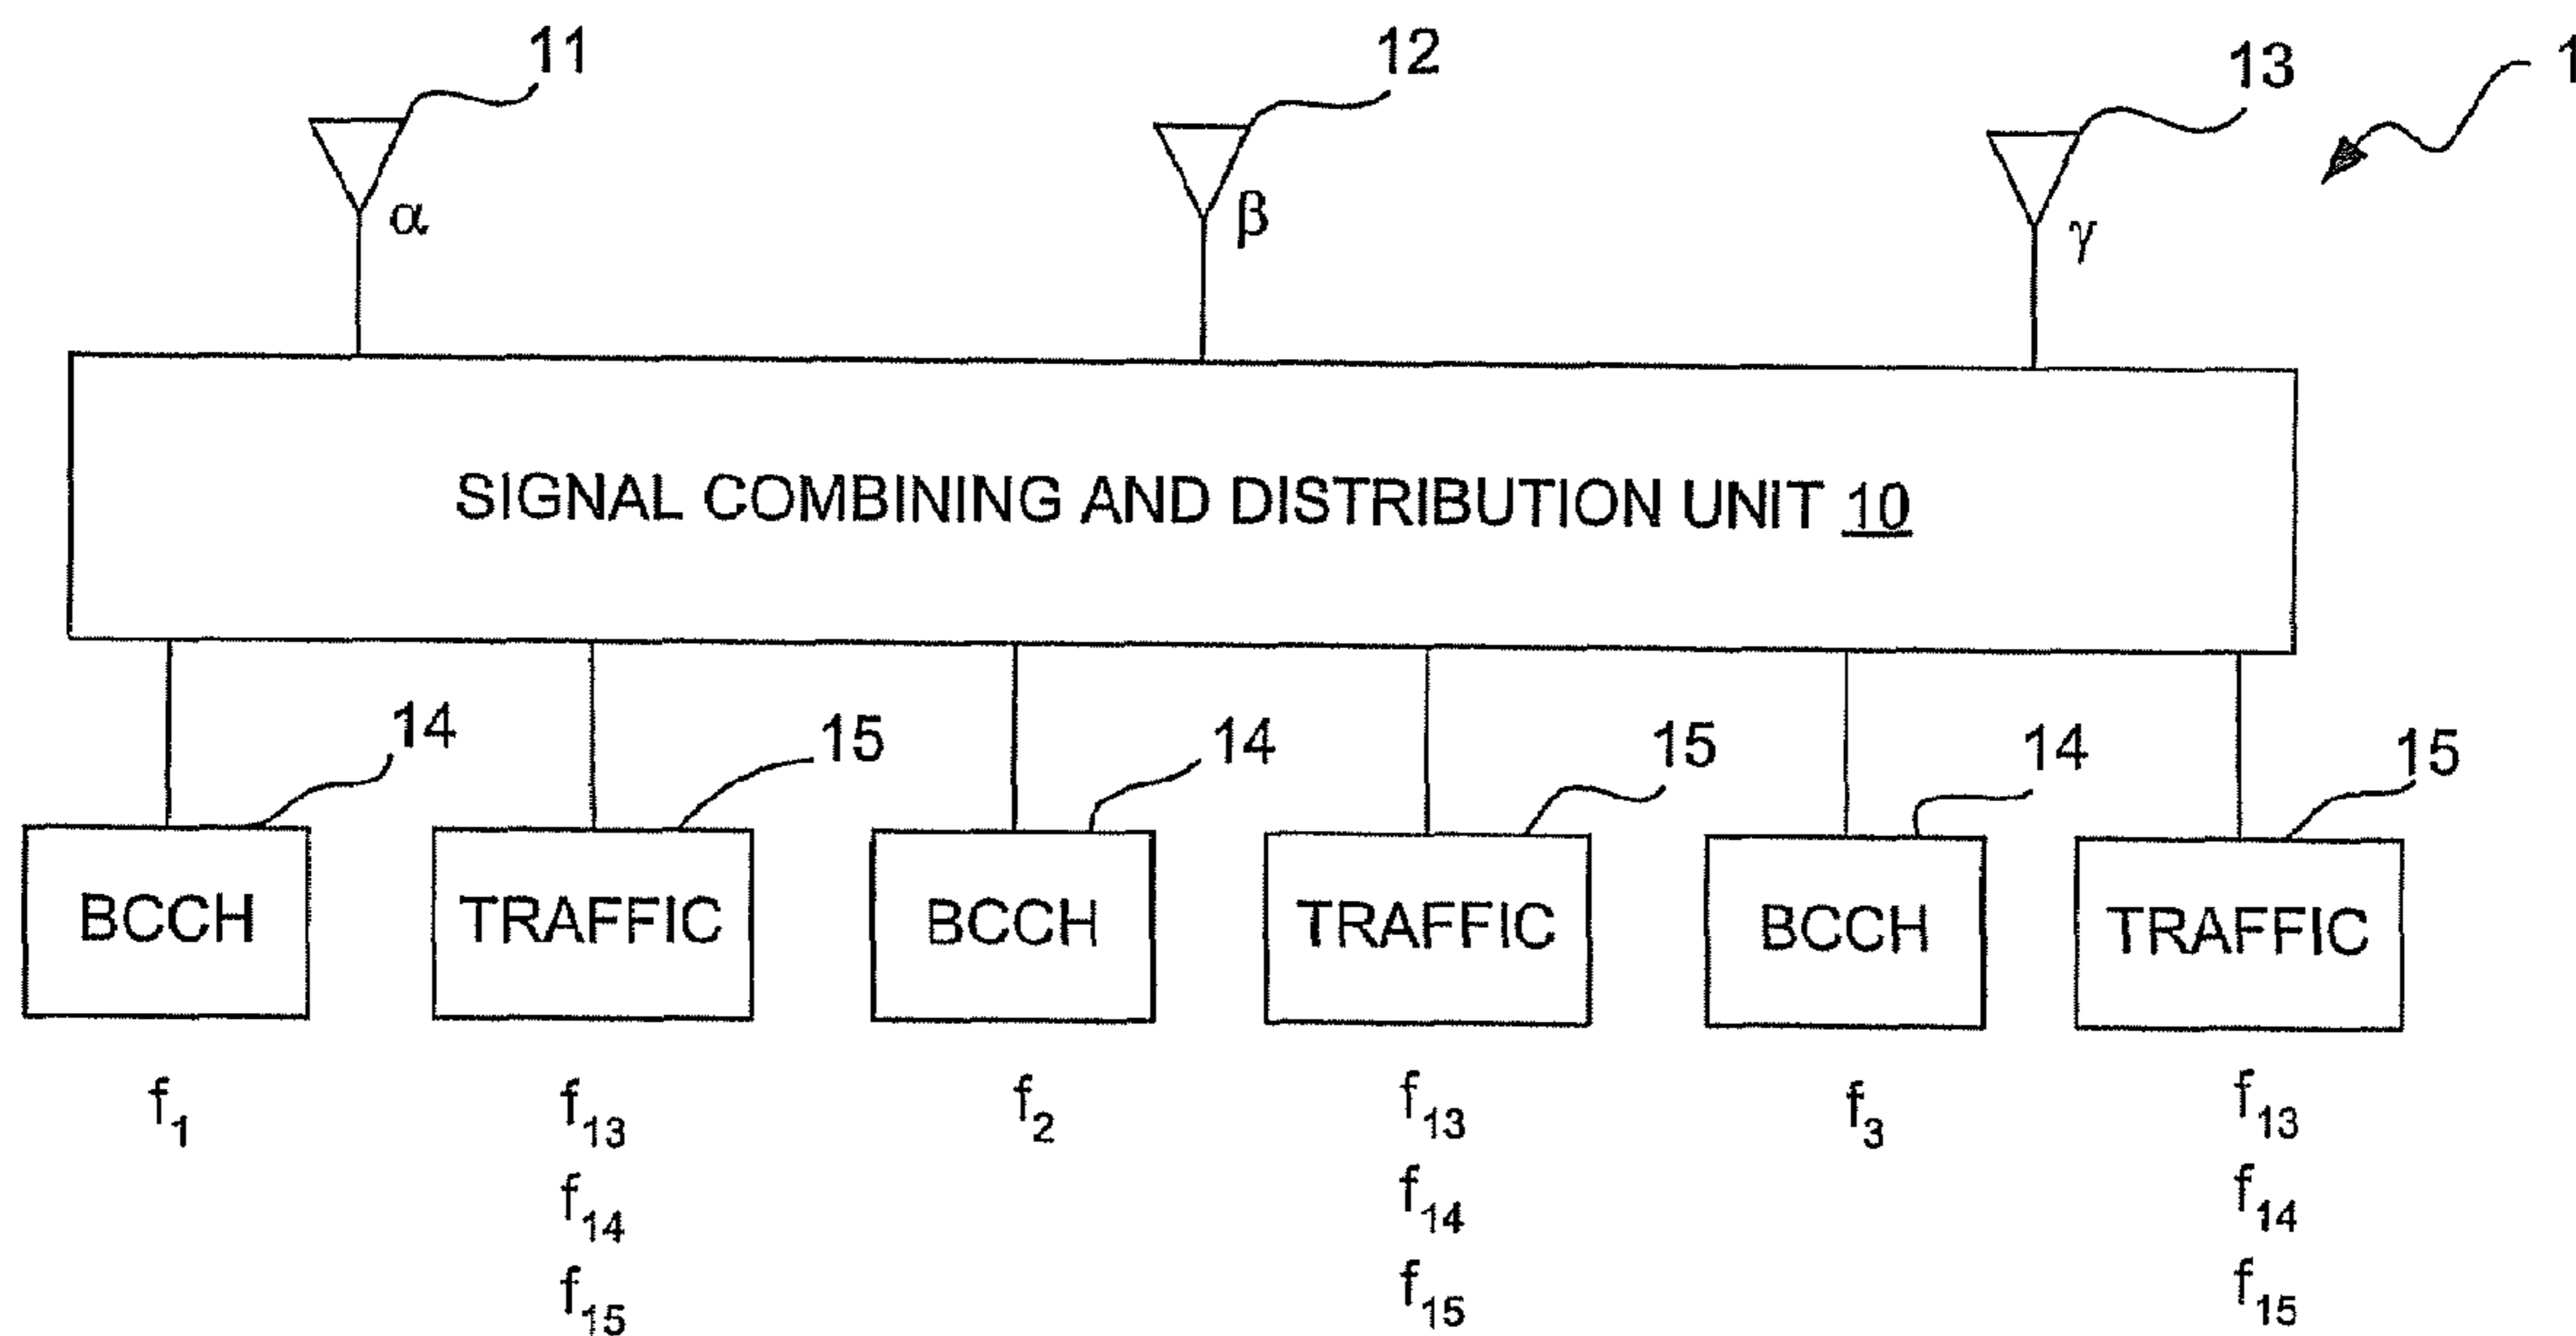 11
12
13
1
α
β
γ
SIGNAL COMBINING AND DISTRIBUTION UNIT 10
14
15
14
15
14
15
BCCH
TRAFFIC
BCCH
TRAFFIC
BCCH
TRAFFIC
f1
f13
f2
f13
f3
f13
f14
f14
f14
f15
f15
f15